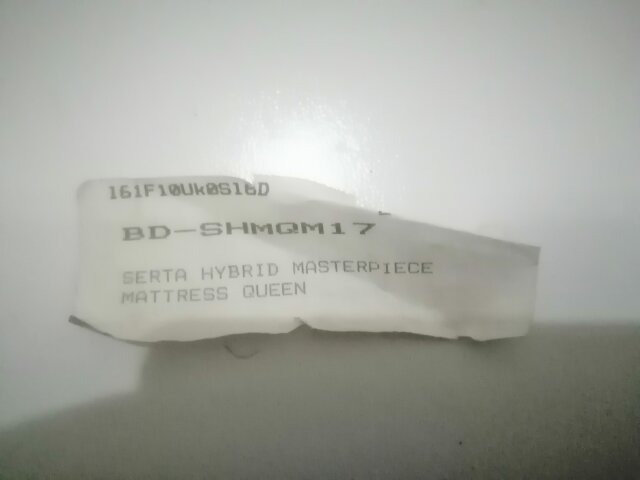 161F10Uk0S16D
BD-SHMQM17
SERTA HYBRID MASTERPIECE
MATTRESS QUEEN